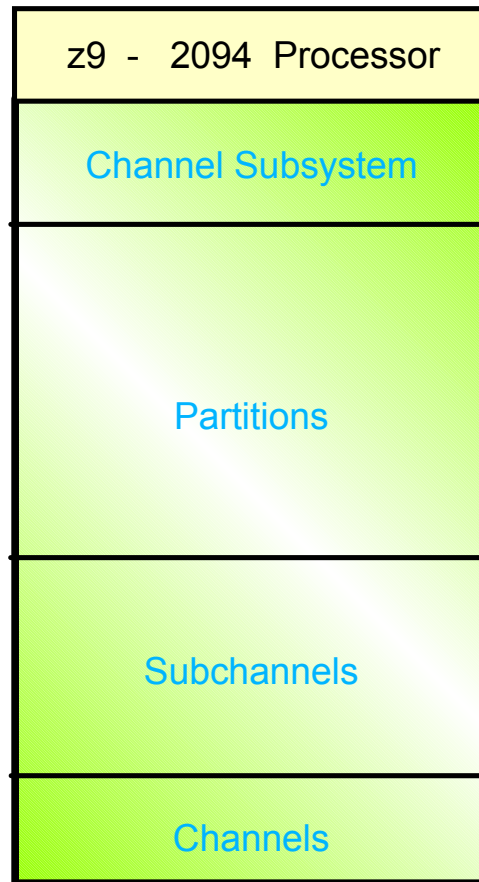 z9 - 2094 Processor
Channel Subsystem
Partitions
Subchannels
Channels